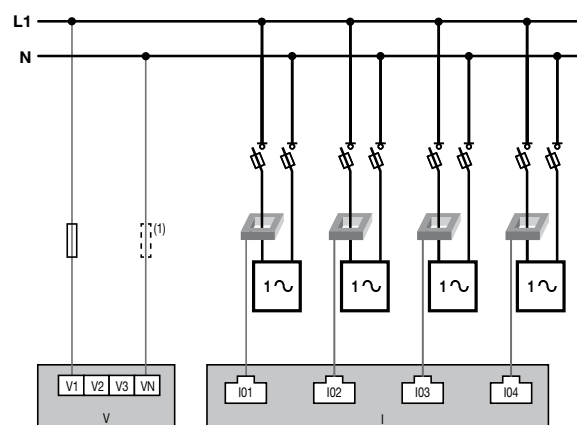 L1
N
(1)
1∿ 1∿ 1∿ 1∿
V1 V2 V3 VN
I01 I02 I03 I04
V I